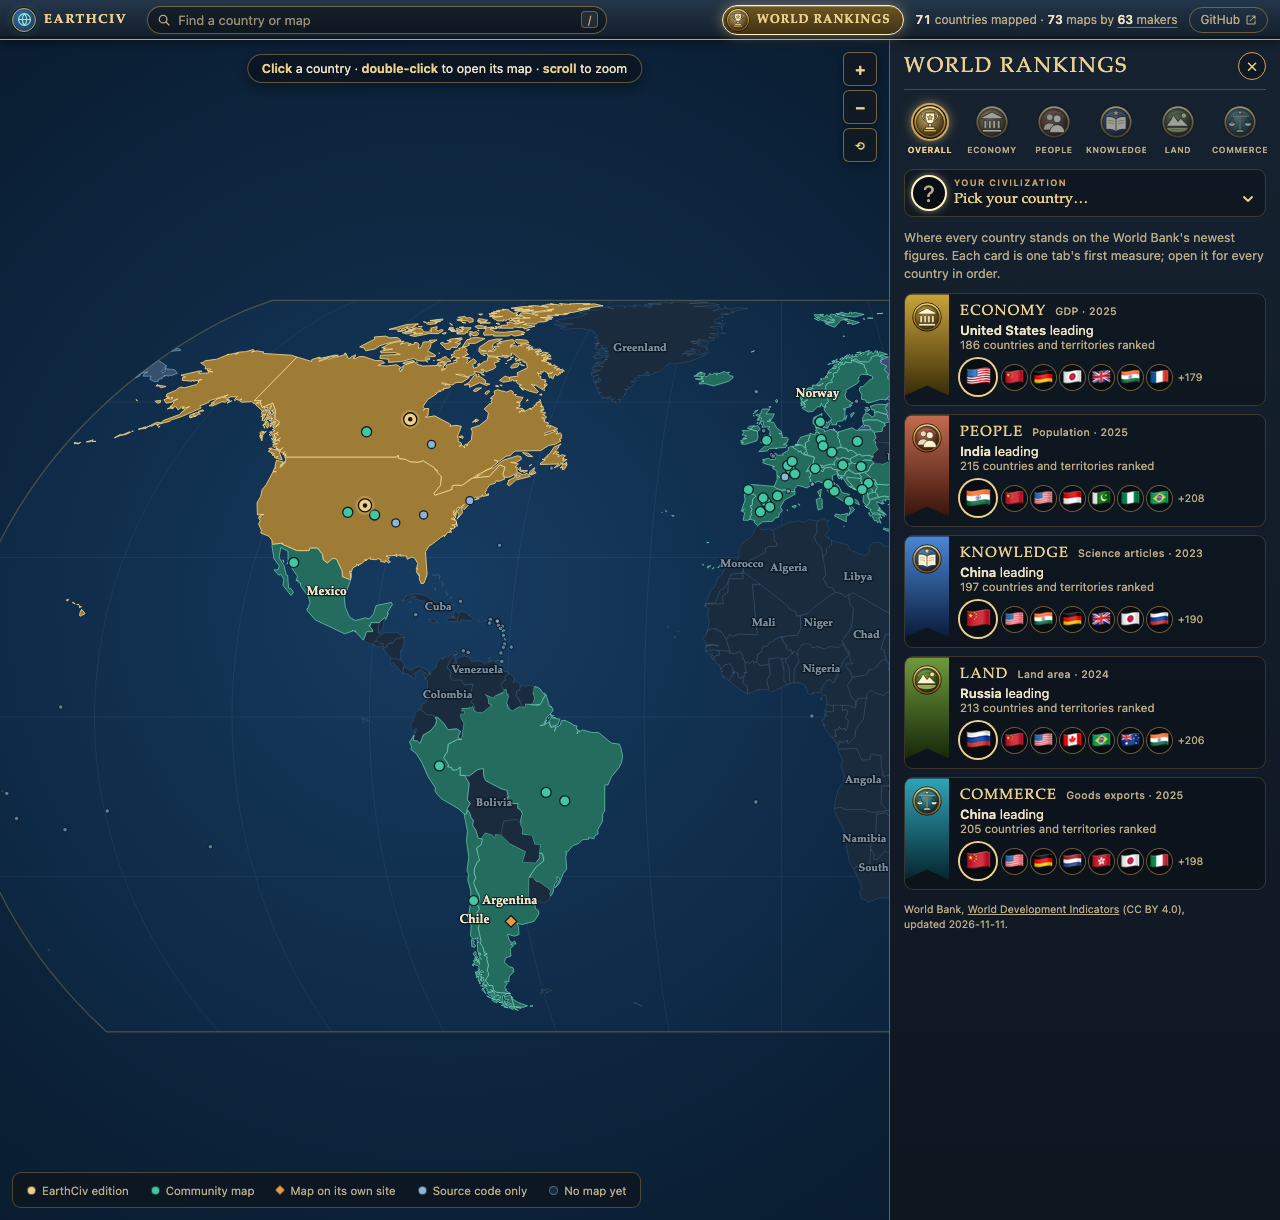 EARTHCIV
Find a country or map
/
WORLD RANKINGS
71 countries mapped · 73 maps by 63 makers
GitHub
Click a country · double-click to open its map · scroll to zoom
+
−
Greenland
Norway
Morocco
Algeria
Libya
Mexico
Cuba
Mali
Niger
Chad
Venezuela
Nigeria
Colombia
Angola
Bolivia
Namibia
South
Argentina
Chile
EarthCiv edition
Community map
Map on its own site
Source code only
No map yet
WORLD RANKINGS
OVERALL
ECONOMY
PEOPLE
KNOWLEDGE
LAND
COMMERCE
?
YOUR CIVILIZATION
Pick your country…
Where every country stands on the World Bank's newest
figures. Each card is one tab's first measure; open it for every
country in order.
ECONOMY GDP · 2025
United States leading
186 countries and territories ranked
+179
PEOPLE Population · 2025
India leading
215 countries and territories ranked
+208
KNOWLEDGE Science articles · 2023
China leading
197 countries and territories ranked
+190
LAND Land area · 2024
Russia leading
213 countries and territories ranked
+206
COMMERCE Goods exports · 2025
China leading
205 countries and territories ranked
+198
World Bank, World Development Indicators (CC BY 4.0),
updated 2026-11-11.